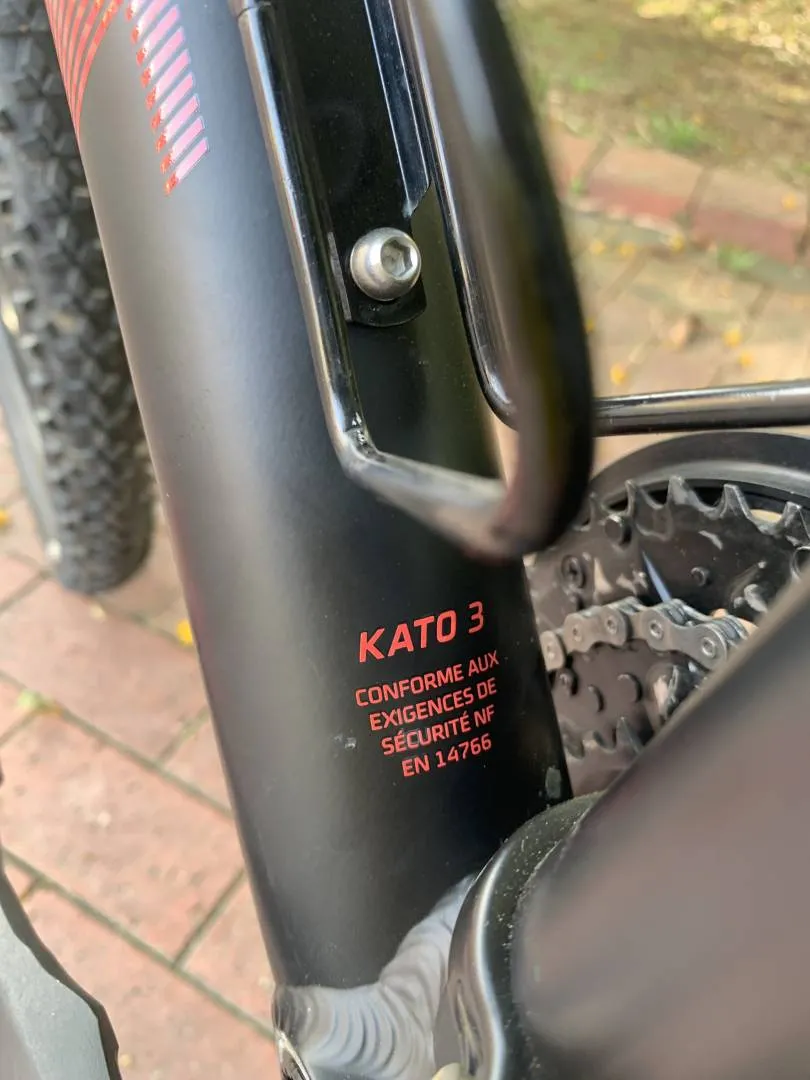 KATO 3
CONFORME AUX
EXIGENCES DE
SÉCURITÉ NF
EN 14766